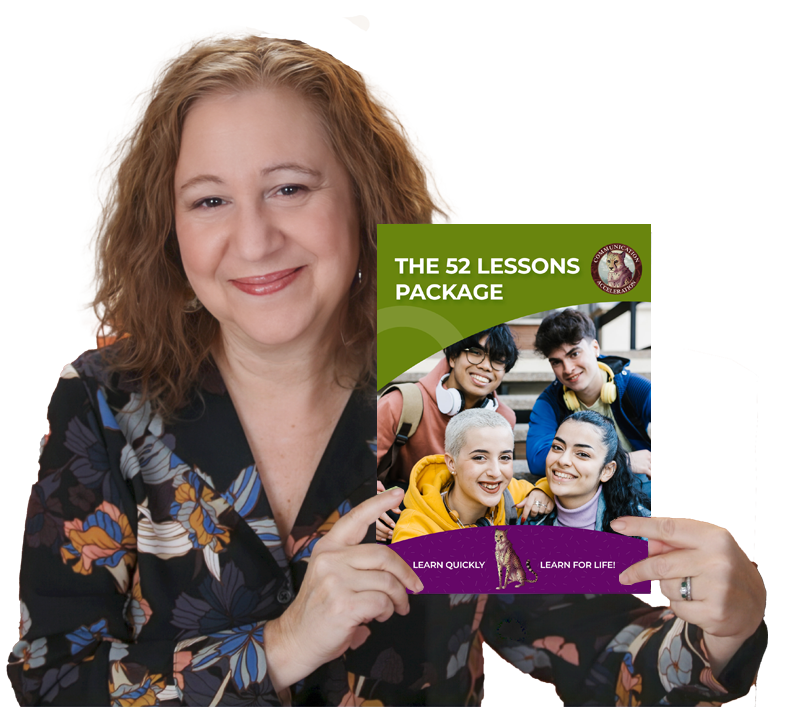 THE 52 LESSONS
PACKAGE
COMMUNICATION
ACCELERATION
LEARN QUICKLY
LEARN FOR LIFE!